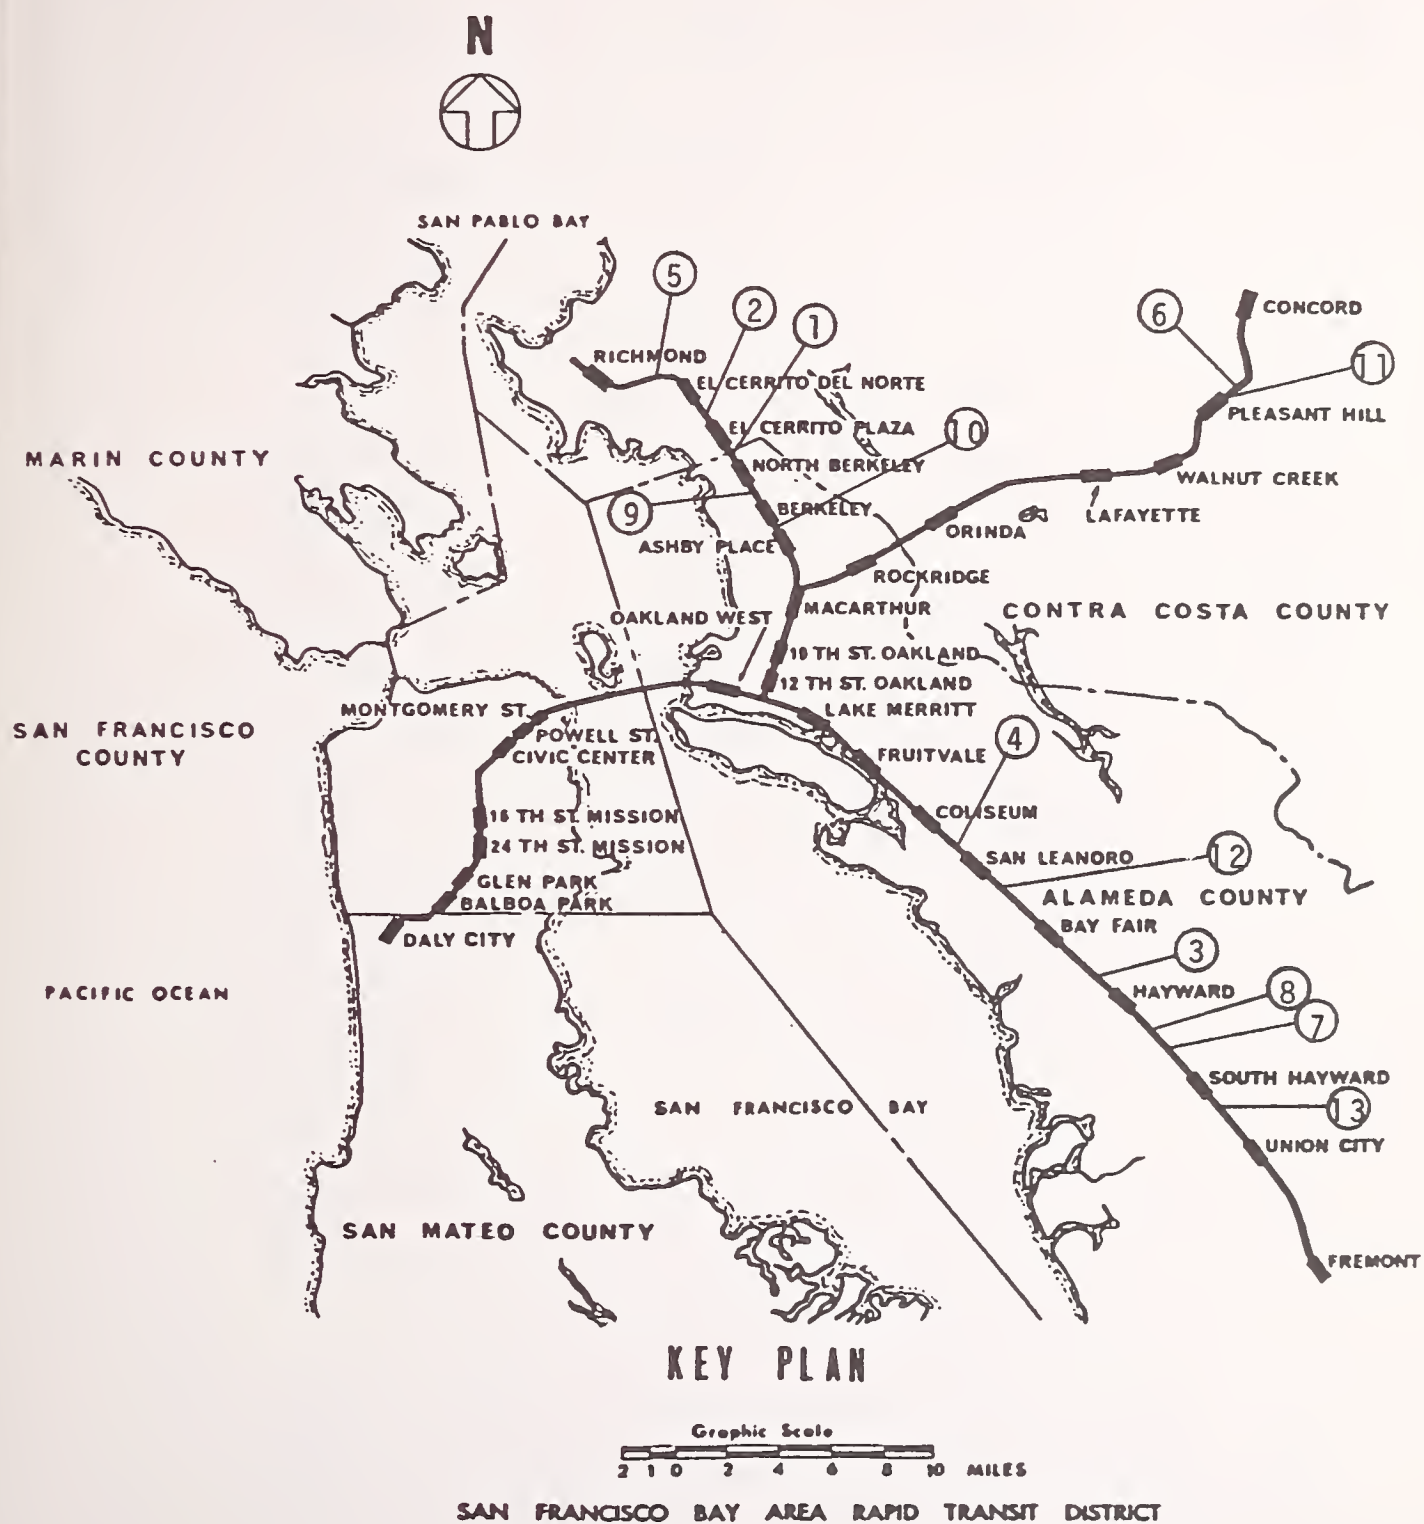 N
SAN PABLO BAY
5
2
1
6
CONCORD
11
RICHMOND
EL CERRITO DEL NORTE
PLEASANT HILL
EL CERRITO PLAZA
10
MARIN COUNTY
NORTH BERKELEY
WALNUT CREEK
9
BERKELEY
LAFAYETTE
ORINDA
ASHBY PLACE
ROCKRIDGE
MACARTHUR
CONTRA COSTA COUNTY
OAKLAND WEST
19 TH ST. OAKLAND
12 TH ST. OAKLAND
MONTGOMERY ST.
LAKE MERRITT
SAN FRANCISCO
COUNTY
POWELL ST.
CIVIC CENTER
FRUITVALE
4
16 TH ST. MISSION
COLISEUM
24 TH ST. MISSION
SAN LEANDRO
12
GLEN PARK
ALAMEDA COUNTY
BALBOA PARK
BAY FAIR
DALY CITY
3
PACIFIC OCEAN
HAYWARD
8
7
SOUTH HAYWARD
SAN FRANCISCO BAY
13
UNION CITY
SAN MATEO COUNTY
FREMONT
KEY PLAN
Graphic Scale
2 1 0 2 4 6 8 10 MILES
SAN FRANCISCO BAY AREA RAPID TRANSIT DISTRICT